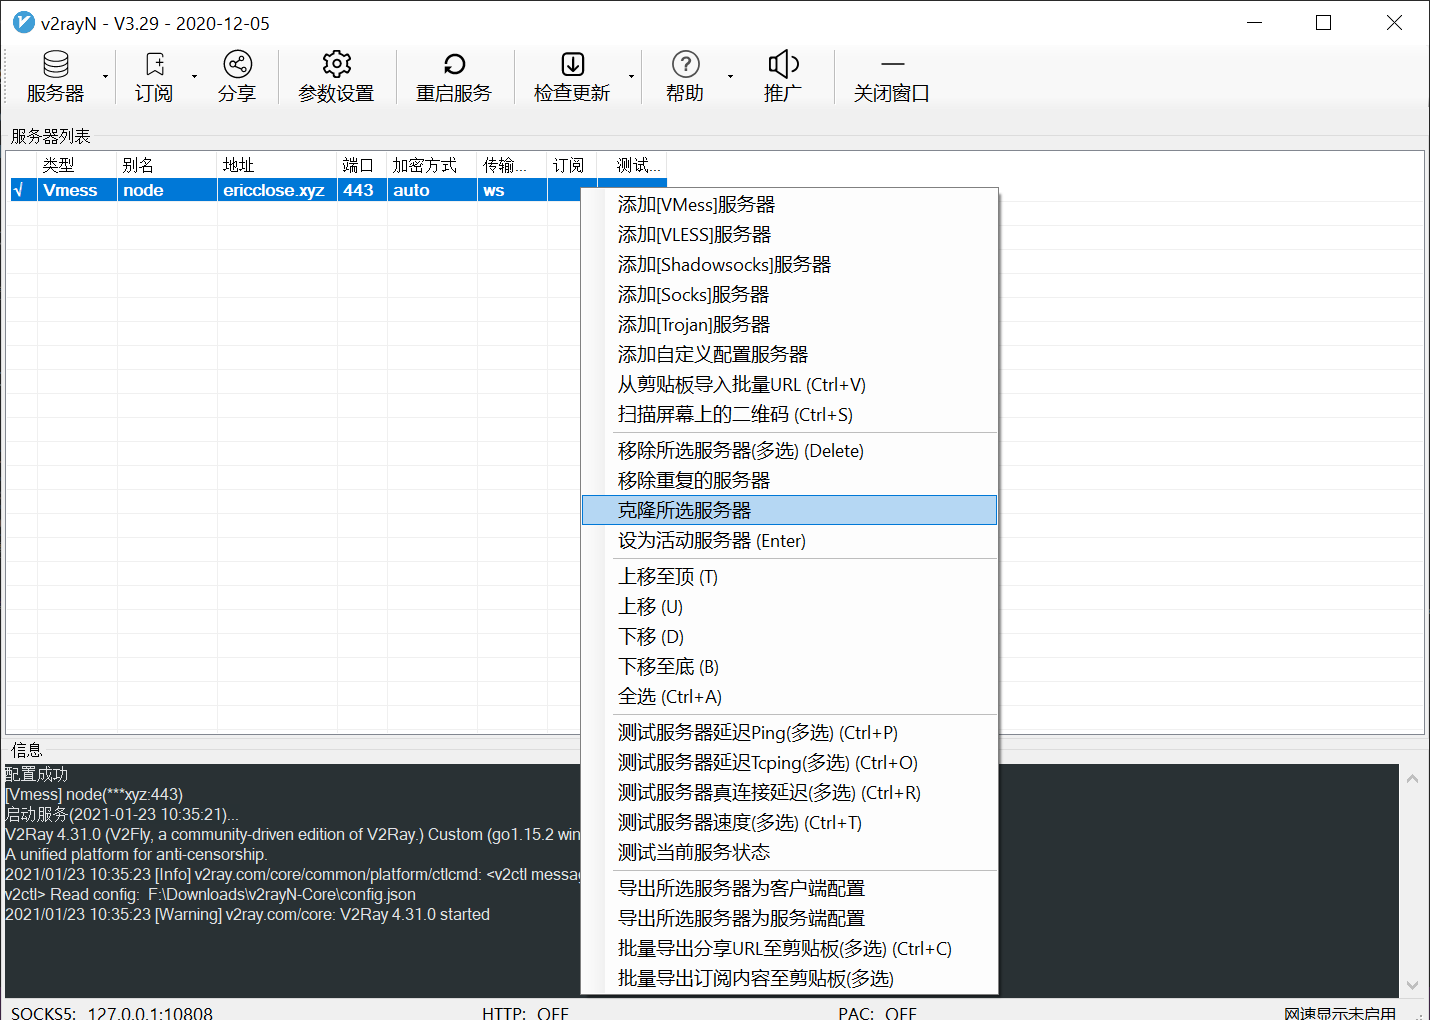 v2rayN - V3.29 - 2020-12-05
服务器 订阅 分享 参数设置 重启服务 检查更新 帮助 推广 关闭窗口
服务器列表
类型 别名 地址 端口 加密方式 传输... 订阅 测试...
√ Vmess node ericclose.xyz 443 auto ws
添加[VMess]服务器
添加[VLESS]服务器
添加[Shadowsocks]服务器
添加[Socks]服务器
添加[Trojan]服务器
添加自定义配置服务器
从剪贴板导入批量URL (Ctrl+V)
扫描屏幕上的二维码 (Ctrl+S)
移除所选服务器(多选) (Delete)
移除重复的服务器
克隆所选服务器
设为活动服务器 (Enter)
上移至顶 (T)
上移 (U)
下移 (D)
下移至底 (B)
全选 (Ctrl+A)
测试服务器延迟Ping(多选) (Ctrl+P)
测试服务器延迟Tcping(多选) (Ctrl+O)
测试服务器真连接延迟(多选) (Ctrl+R)
测试服务器速度(多选) (Ctrl+T)
测试当前服务状态
导出所选服务器为客户端配置
导出所选服务器为服务端配置
批量导出分享URL至剪贴板(多选) (Ctrl+C)
批量导出订阅内容至剪贴板(多选)
信息
配置成功
[Vmess] node(***xyz:443)
启动服务(2021-01-23 10:35:21)...
V2Ray 4.31.0 (V2Fly, a community-driven edition of V2Ray.) Custom (go1.15.2 win
A unified platform for anti-censorship.
2021/01/23 10:35:23 [Info] v2ray.com/core/common/platform/ctlcmd: <v2ctl messag
v2ctl> Read config:  F:\Downloads\v2rayN-Core\config.json
2021/01/23 10:35:23 [Warning] v2ray.com/core: V2Ray 4.31.0 started
SOCKS5: 127.0.0.1:10808 HTTP: OFF PAC: OFF 网速显示未启用